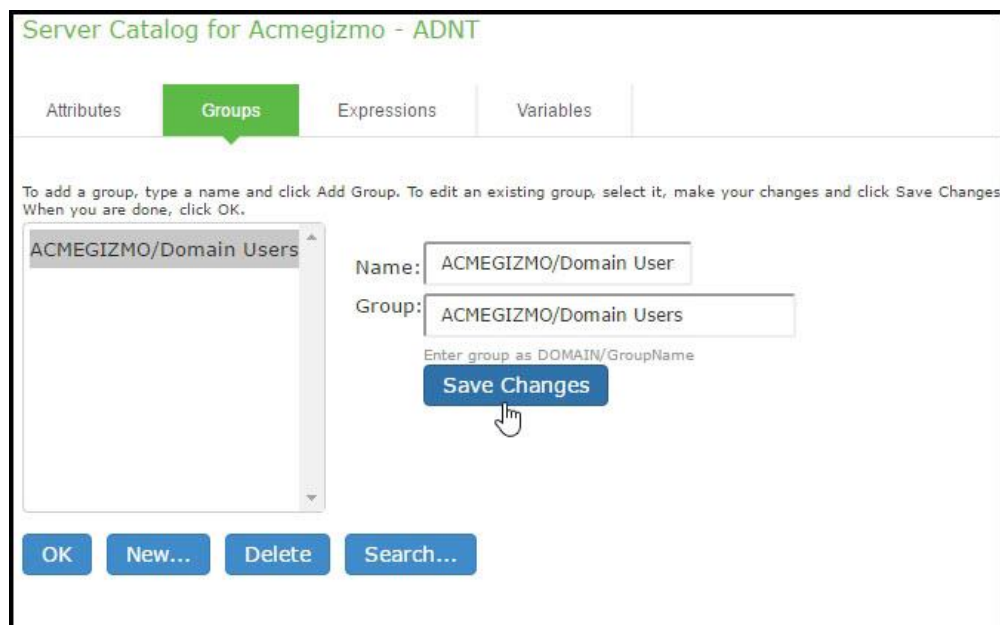 Server Catalog for Acmegizmo - ADNT
Attributes Groups Expressions Variables
To add a group, type a name and click Add Group. To edit an existing group, select it, make your changes and click Save Changes
When you are done, click OK.
ACMEGIZMO/Domain Users
Name: ACMEGIZMO/Domain User
Group: ACMEGIZMO/Domain Users
Enter group as DOMAIN/GroupName
Save Changes
OK New... Delete Search...